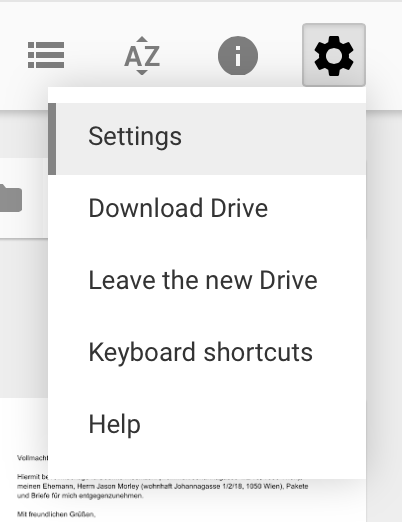 AZ
Settings
Download Drive
Leave the new Drive
Keyboard shortcuts
Help
Vollmacht
Hiermit be
meinen Ehemann, Herrn Jason Morley (wohnhaft Johannagasse 1/2/18, 1050 Wien), Pakete
und Briefe für mich entgegenzunehmen.
Mit freundlichen Grüßen,